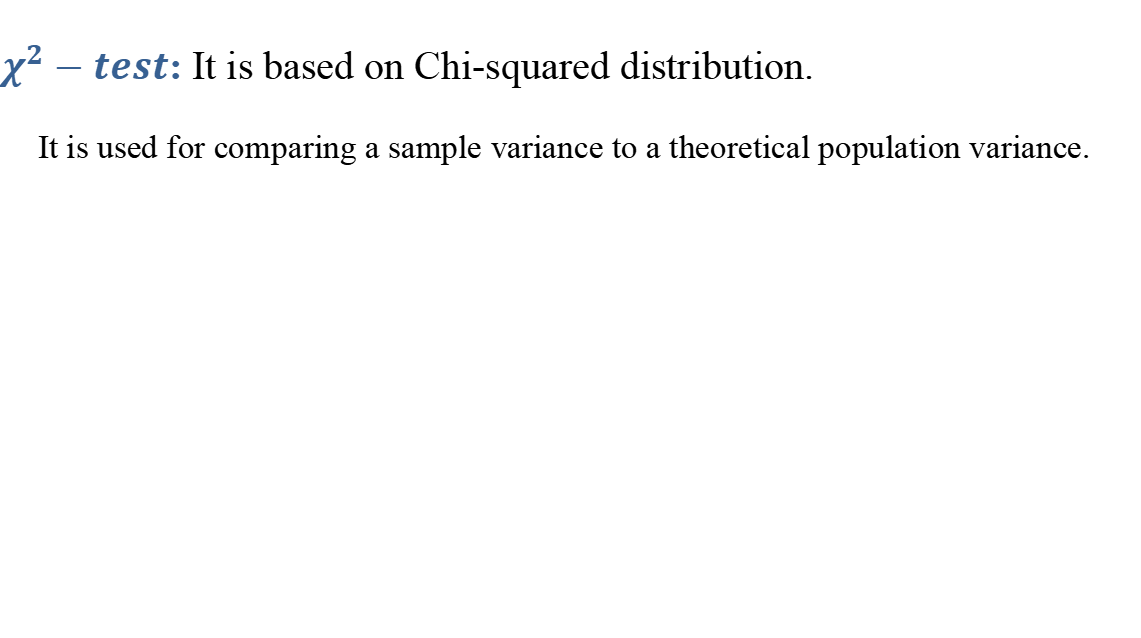 χ² – test: It is based on Chi-squared distribution.
It is used for comparing a sample variance to a theoretical population variance.